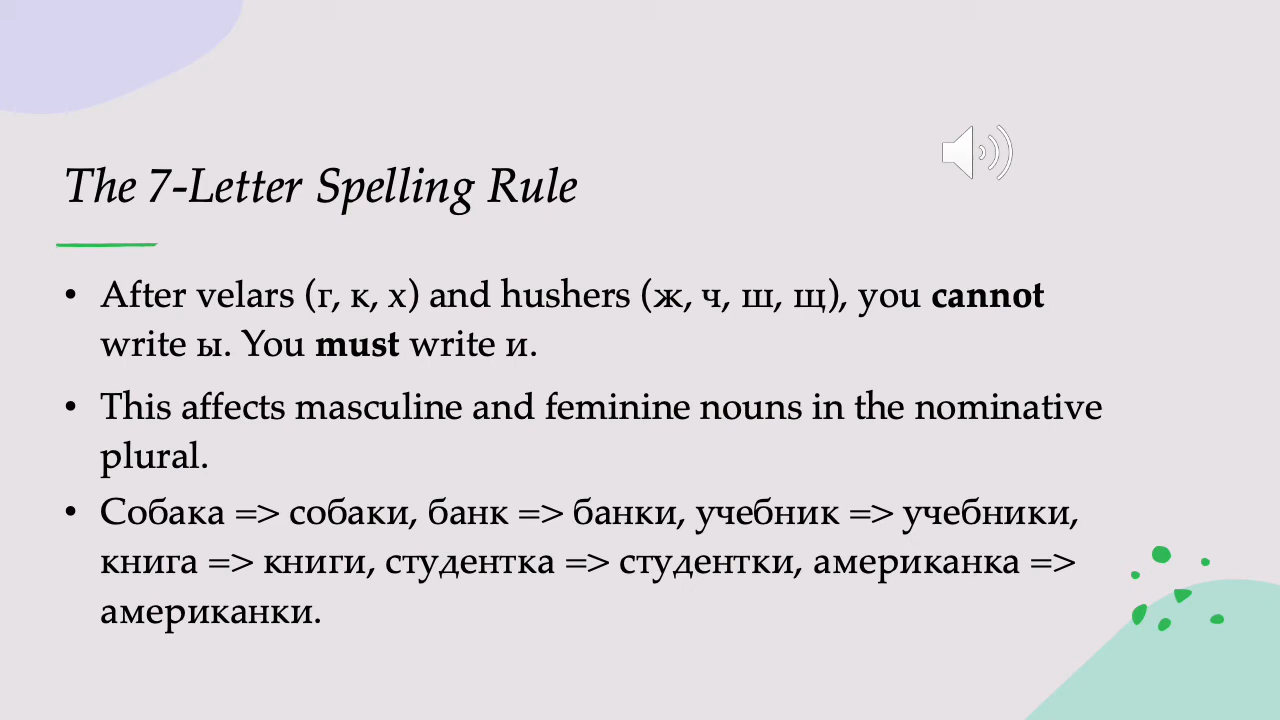 The 7-Letter Spelling Rule
• After velars (г, к, х) and hushers (ж, ч, ш, щ), you cannot
write ы. You must write и.
• This affects masculine and feminine nouns in the nominative
plural.
• Собака => собаки, банк => банки, учебник => учебники,
книга => книги, студентка => студентки, американка =>
американки.